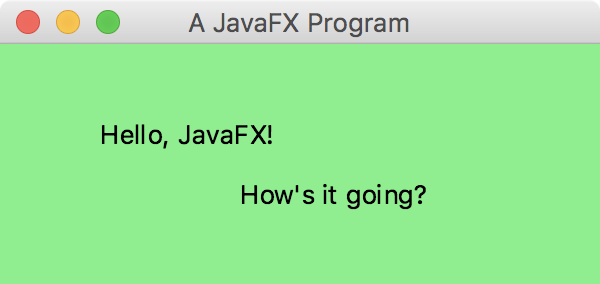 A JavaFX Program
Hello, JavaFX!
How's it going?